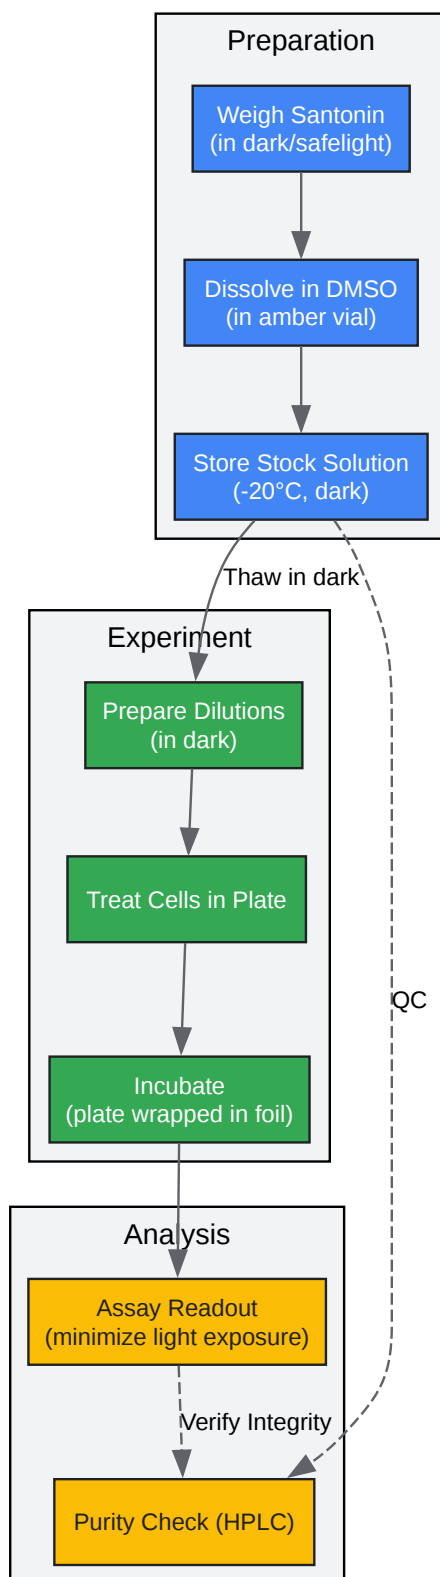 Preparation
Weigh Santonin
(in dark/safelight)
Dissolve in DMSO
(in amber vial)
Store Stock Solution
(-20°C, dark)
Thaw in dark
Experiment
Prepare Dilutions
(in dark)
Treat Cells in Plate
QC
Incubate
(plate wrapped in foil)
Analysis
Assay Readout
(minimize light exposure)
Verify Integrity
Purity Check (HPLC)